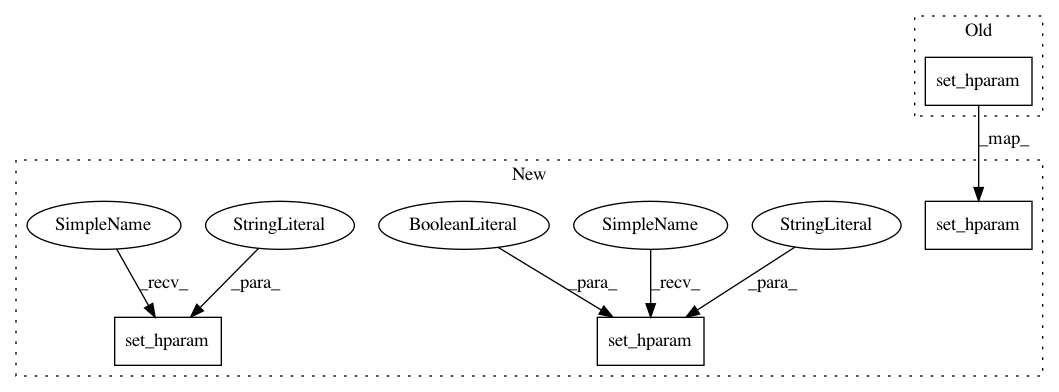 Old
set_hparam
_map_
New
SimpleName StringLiteral BooleanLiteral SimpleName StringLiteral set_hparam
_recv_ _para_ _para_ _recv_ _para_
set_hparam set_hparam